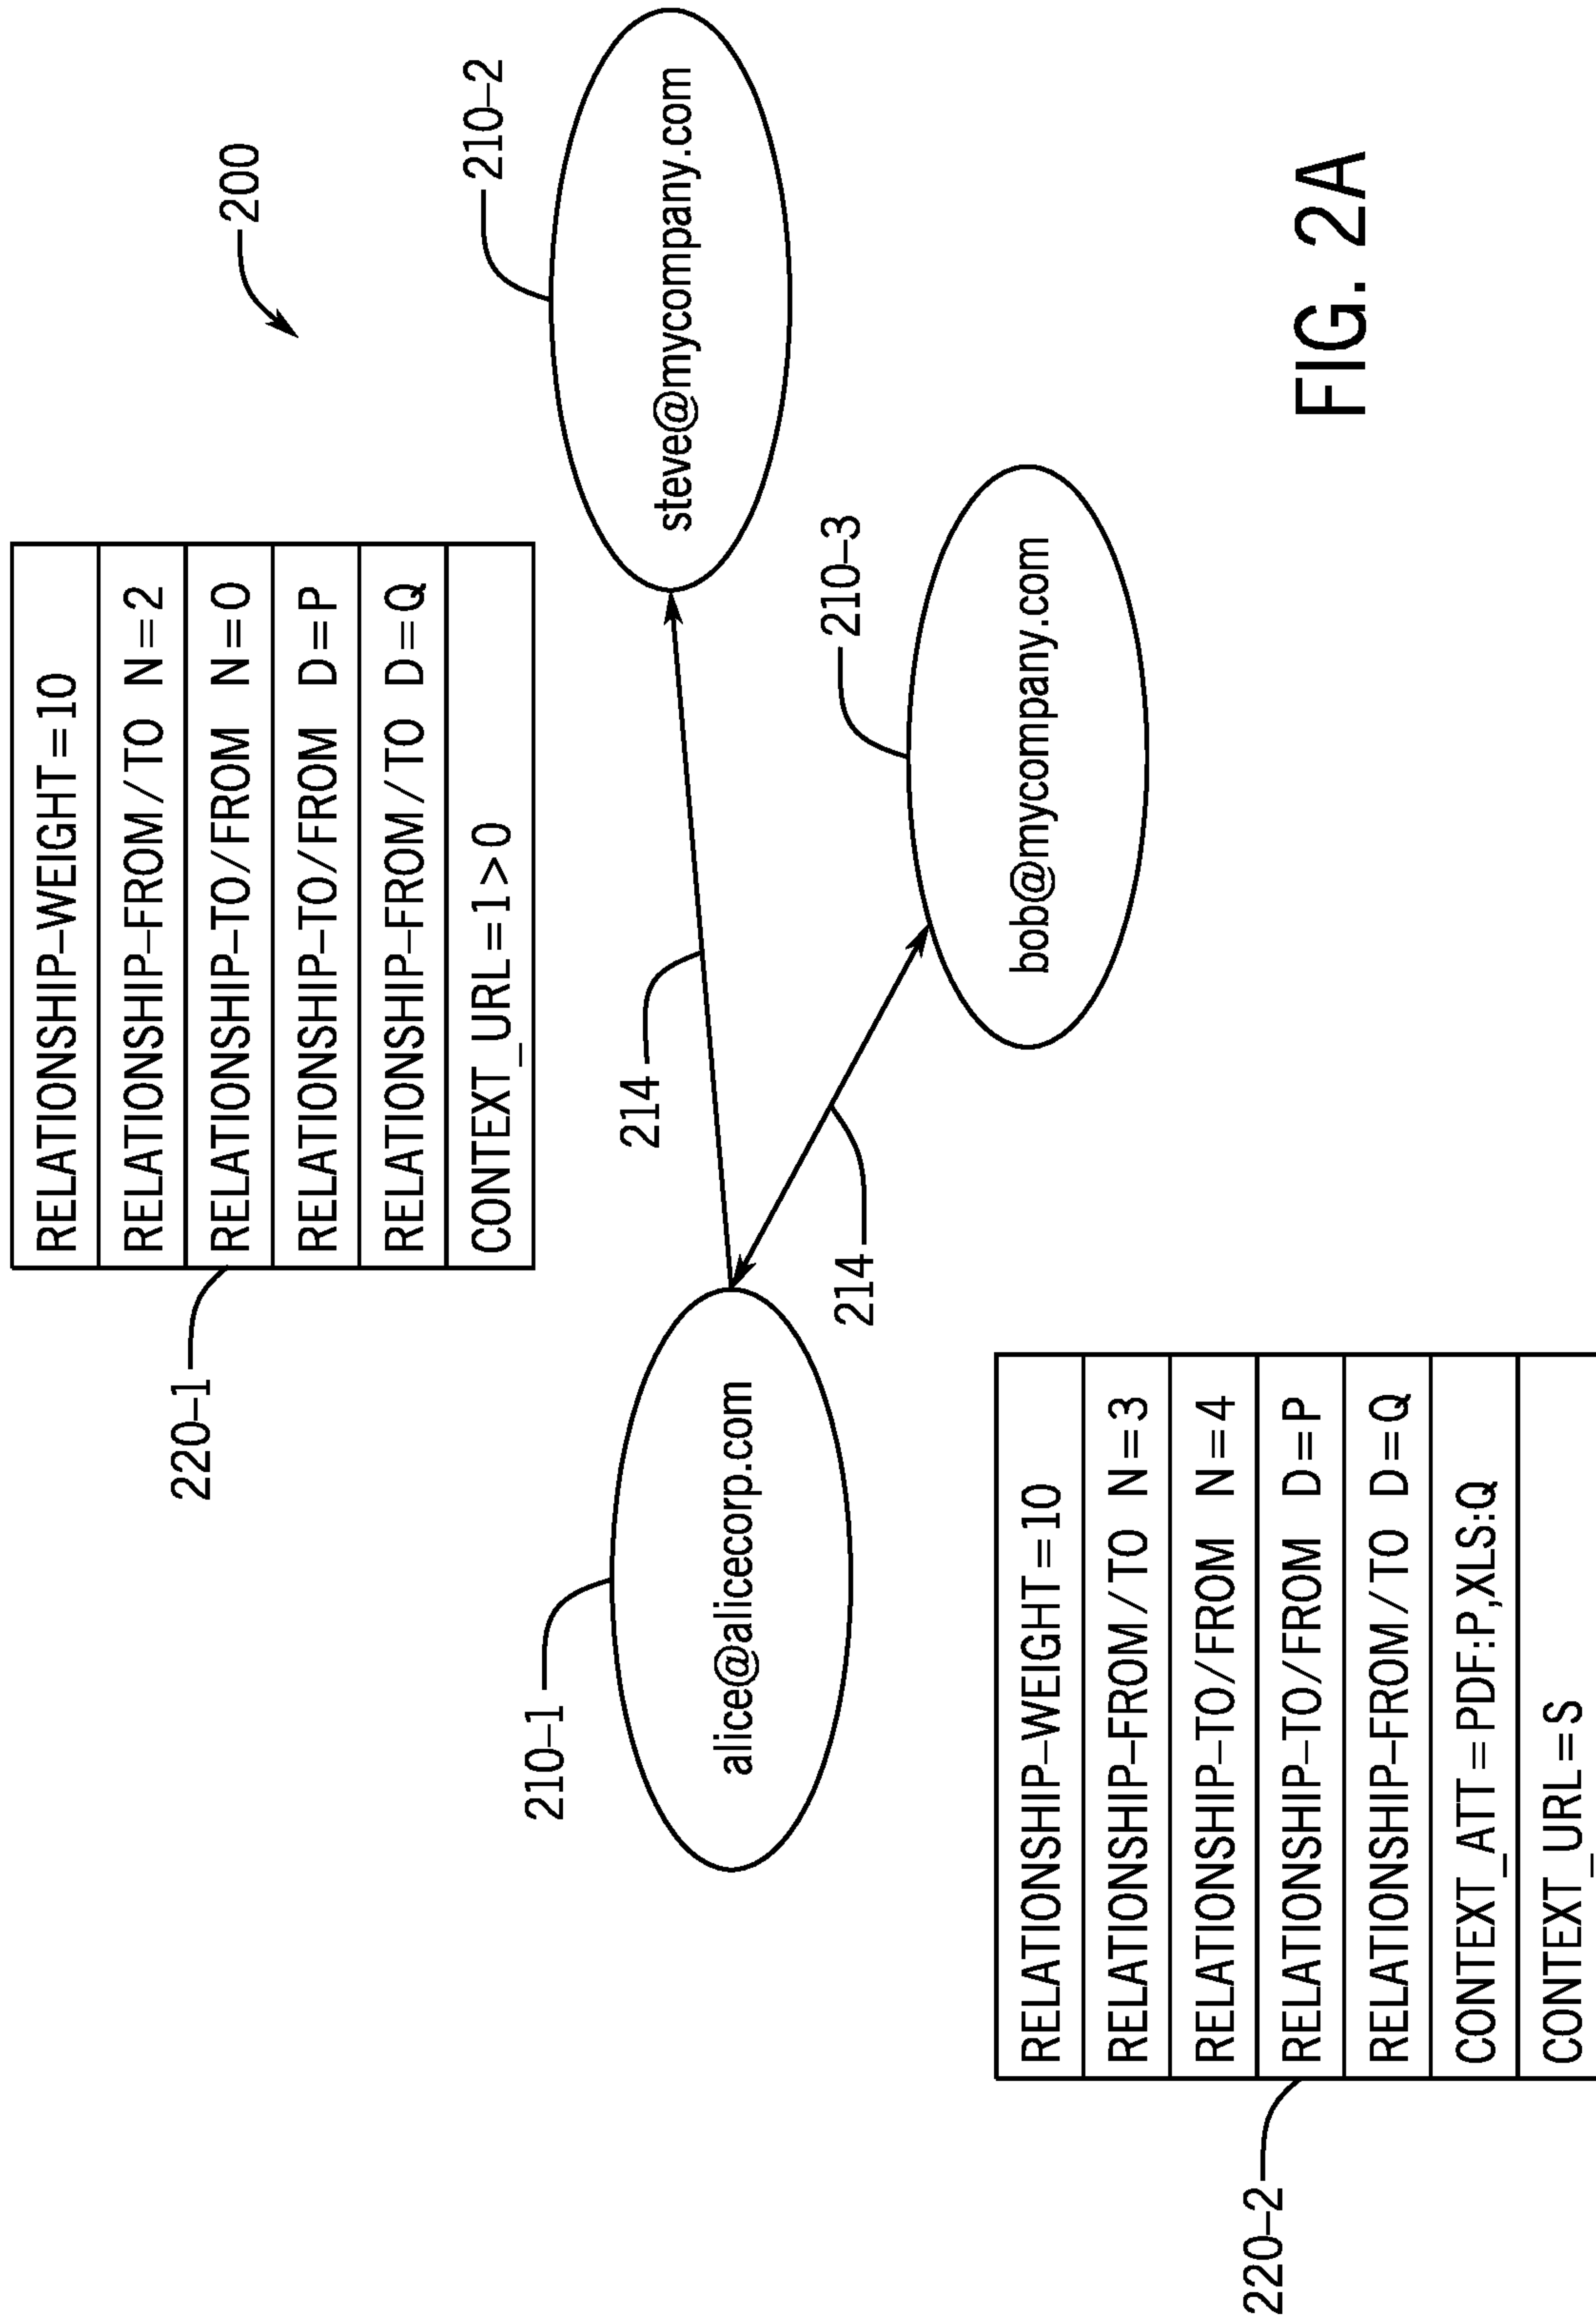 200
220-1
RELATIONSHIP-WEIGHT=10
RELATIONSHIP-FROM/TO N=2
RELATIONSHIP-TO/FROM N=0
RELATIONSHIP-TO/FROM D=P
RELATIONSHIP-FROM/TO D=Q
CONTEXT_URL=1>0
210-2
steve@mycompany.com
214
210-1
alice@alicecorp.com
214
210-3
bob@mycompany.com
220-2
RELATIONSHIP-WEIGHT=10
RELATIONSHIP-FROM/TO N=3
RELATIONSHIP-TO/FROM N=4
RELATIONSHIP-TO/FROM D=P
RELATIONSHIP-FROM/TO D=Q
CONTEXT_ATT=PDF:P,XLS:Q
CONTEXT_URL=S
FIG. 2A